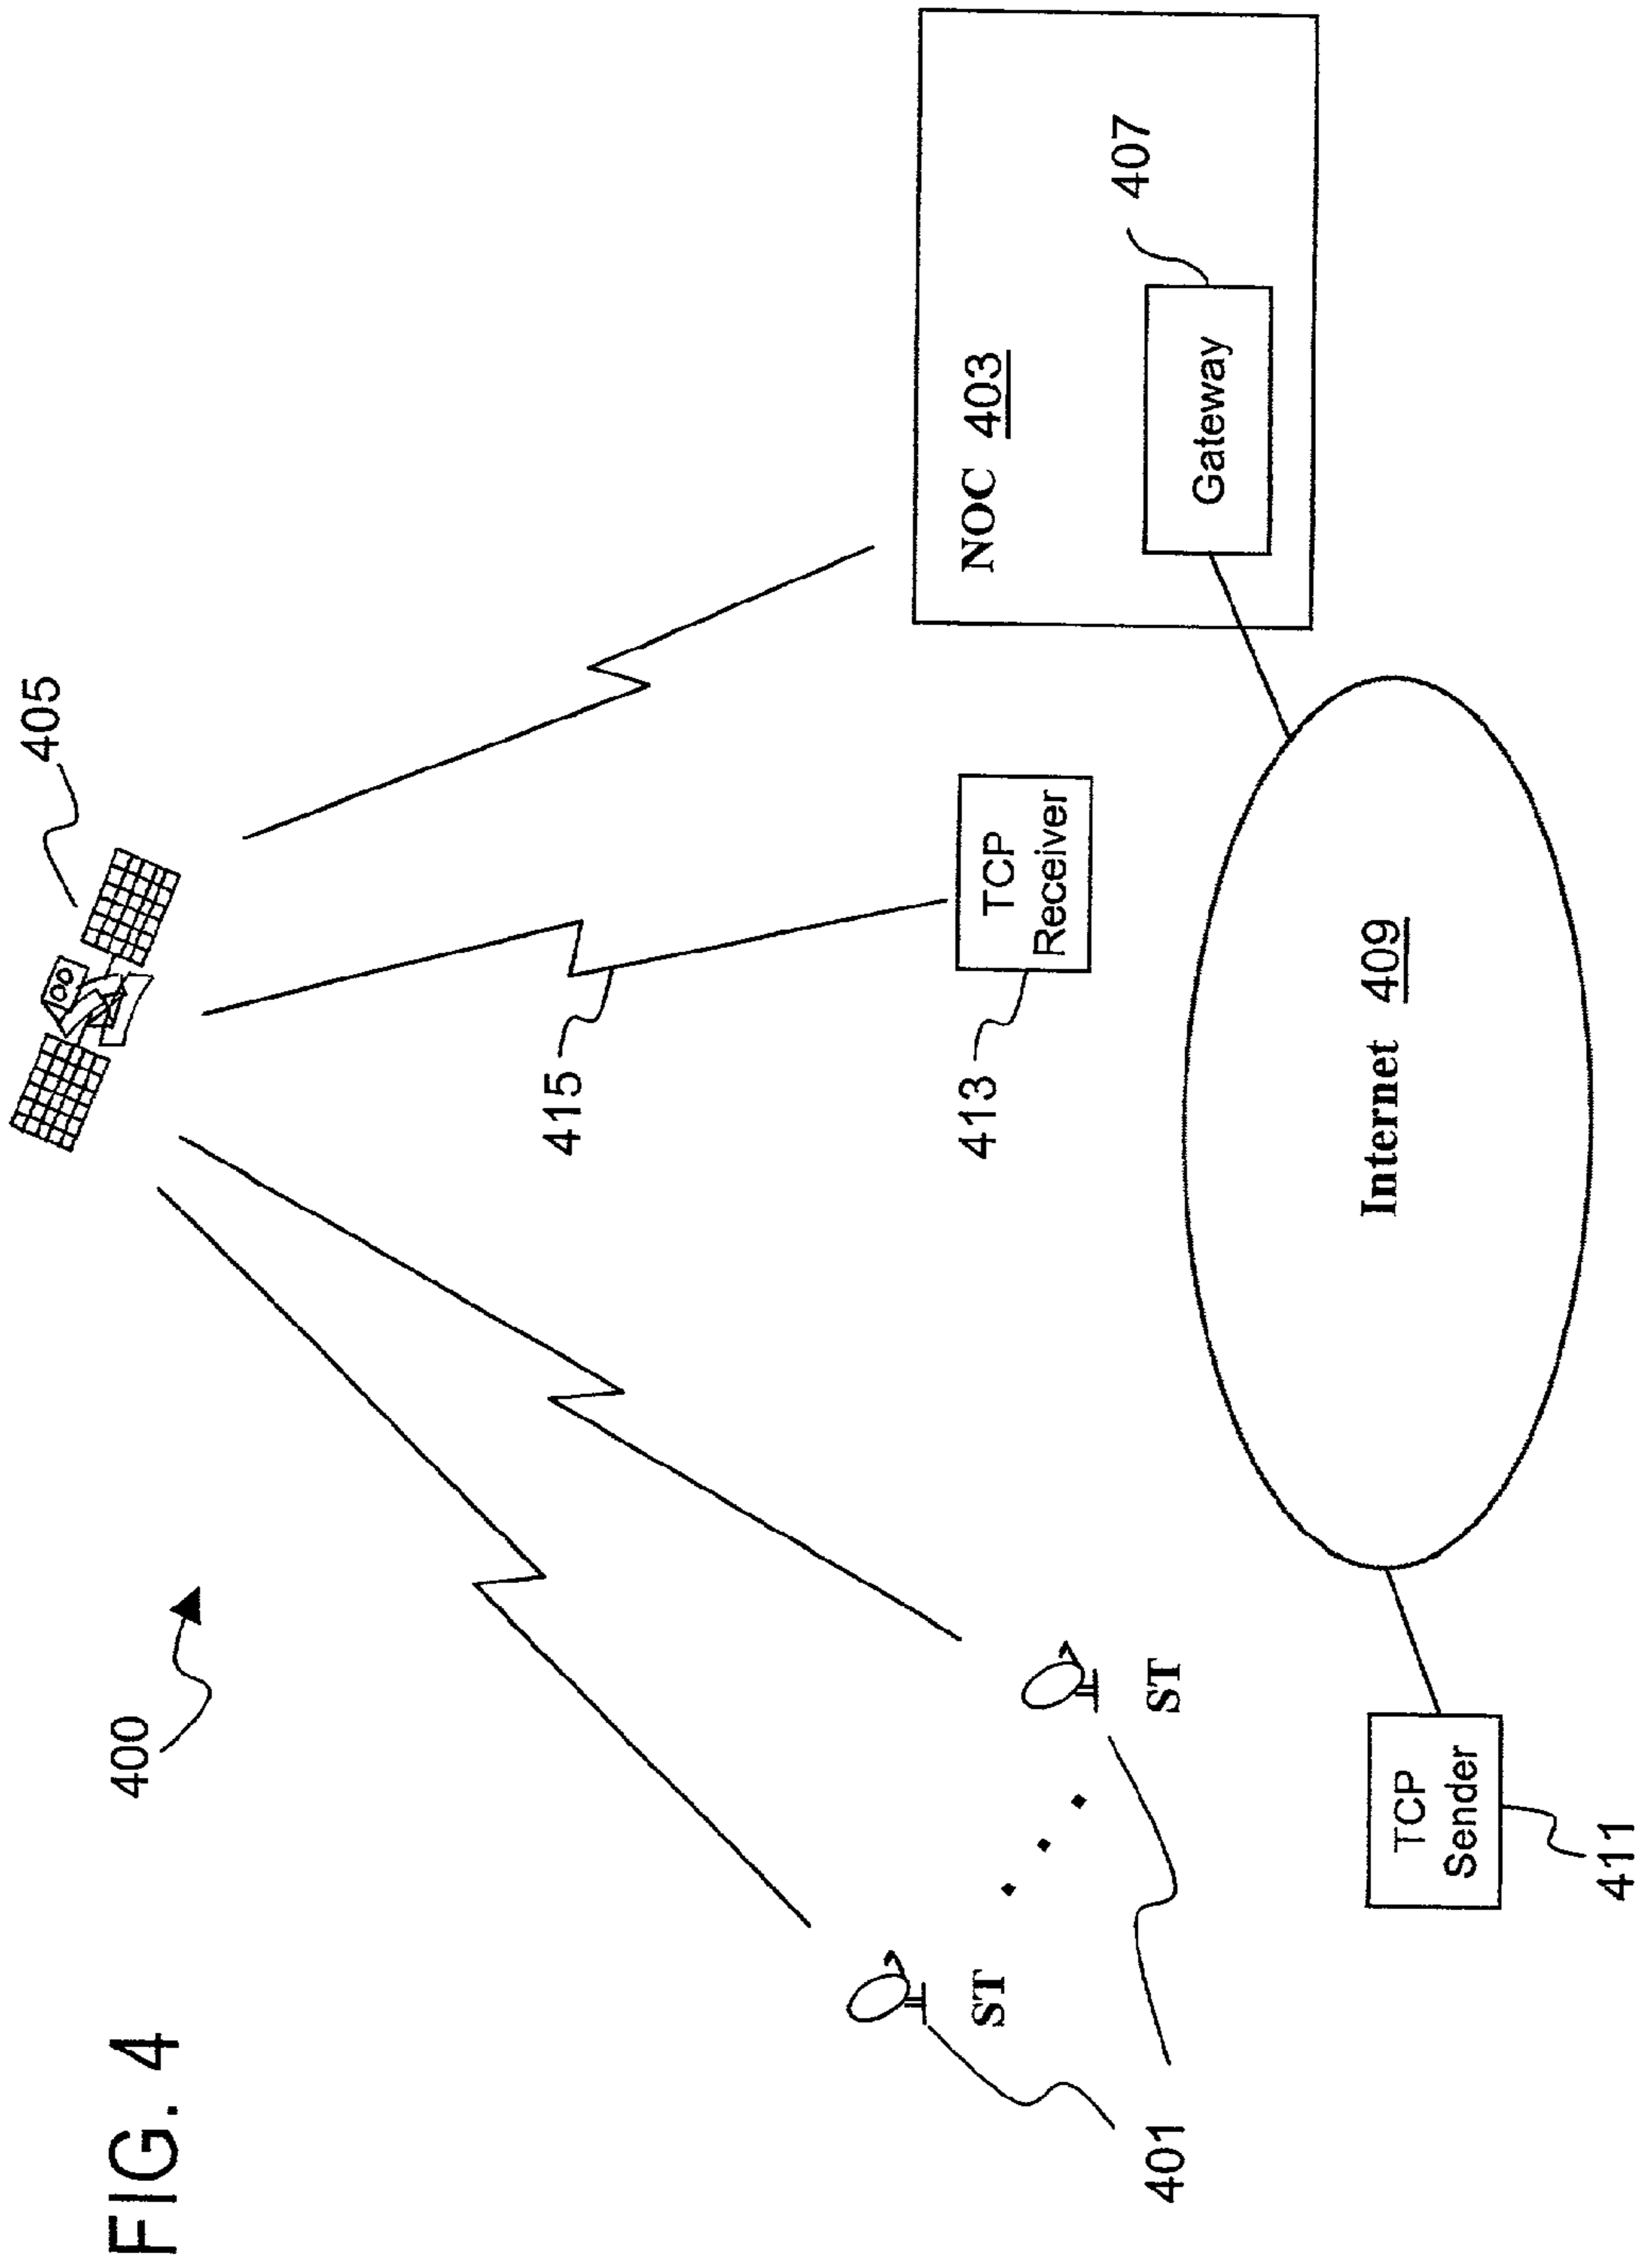 FIG. 4
400
405
415
413
TCP
Receiver
NOC 403
407
Gateway
ST
ST
401
Internet 409
TCP
Sender
411